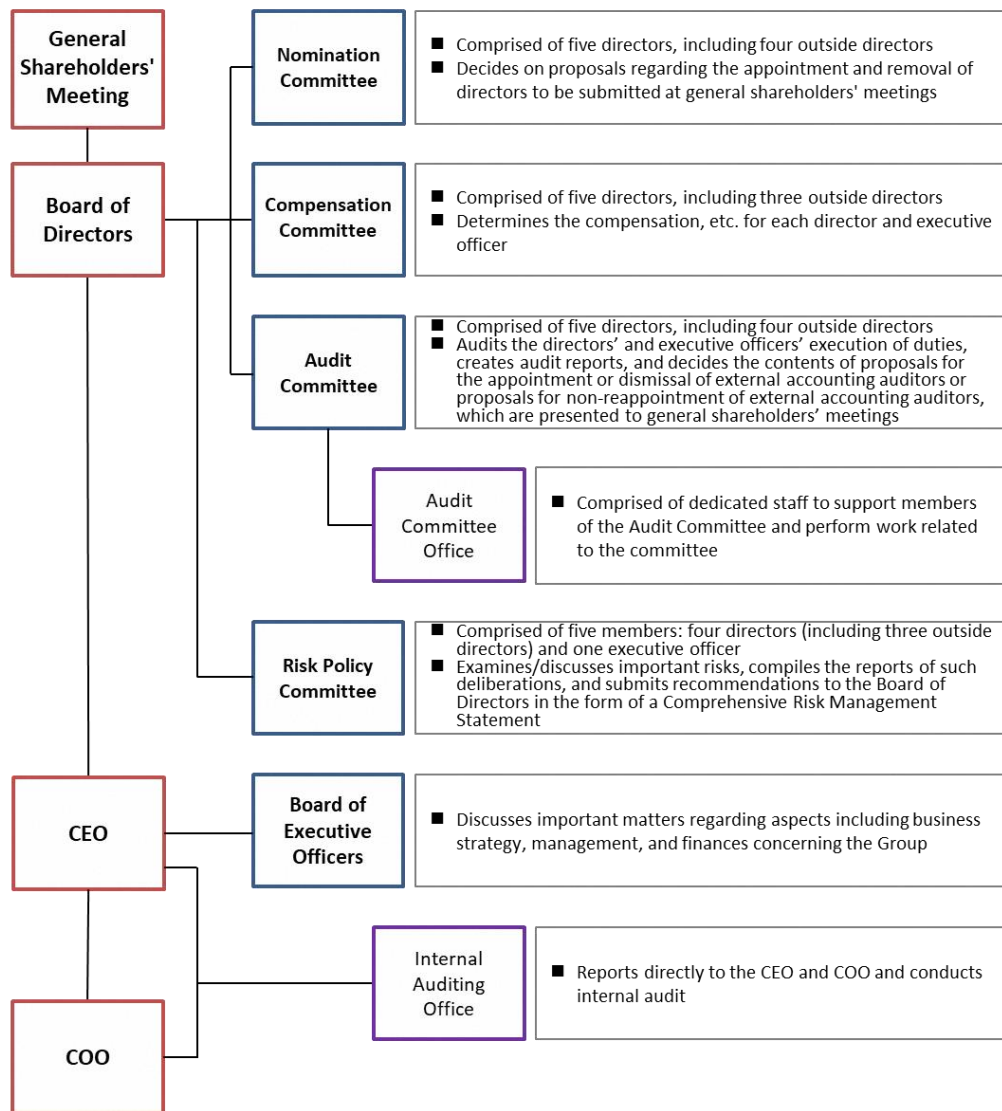 General
Shareholders'
Meeting
Nomination
Committee
■ Comprised of five directors, including four outside directors
■ Decides on proposals regarding the appointment and removal of
directors to be submitted at general shareholders' meetings
Board of
Directors
Compensation
Committee
■ Comprised of five directors, including three outside directors
■ Determines the compensation, etc. for each director and executive
officer
Audit
Committee
■ Comprised of five directors, including four outside directors
■ Audits the directors’ and executive officers’ execution of duties,
creates audit reports, and decides the contents of proposals for
the appointment or dismissal of external accounting auditors or
proposals for non-reappointment of external accounting auditors,
which are presented to general shareholders’ meetings
Audit
Committee
Office
■ Comprised of dedicated staff to support members
of the Audit Committee and perform work related
to the committee
Risk Policy
Committee
■ Comprised of five members: four directors (including three outside
directors) and one executive officer
■ Examines/discusses important risks, compiles the reports of such
deliberations, and submits recommendations to the Board of
Directors in the form of a Comprehensive Risk Management
Statement
CEO
Board of
Executive
Officers
■ Discusses important matters regarding aspects including business
strategy, management, and finances concerning the Group
Internal
Auditing
Office
■ Reports directly to the CEO and COO and conducts
internal audit
COO